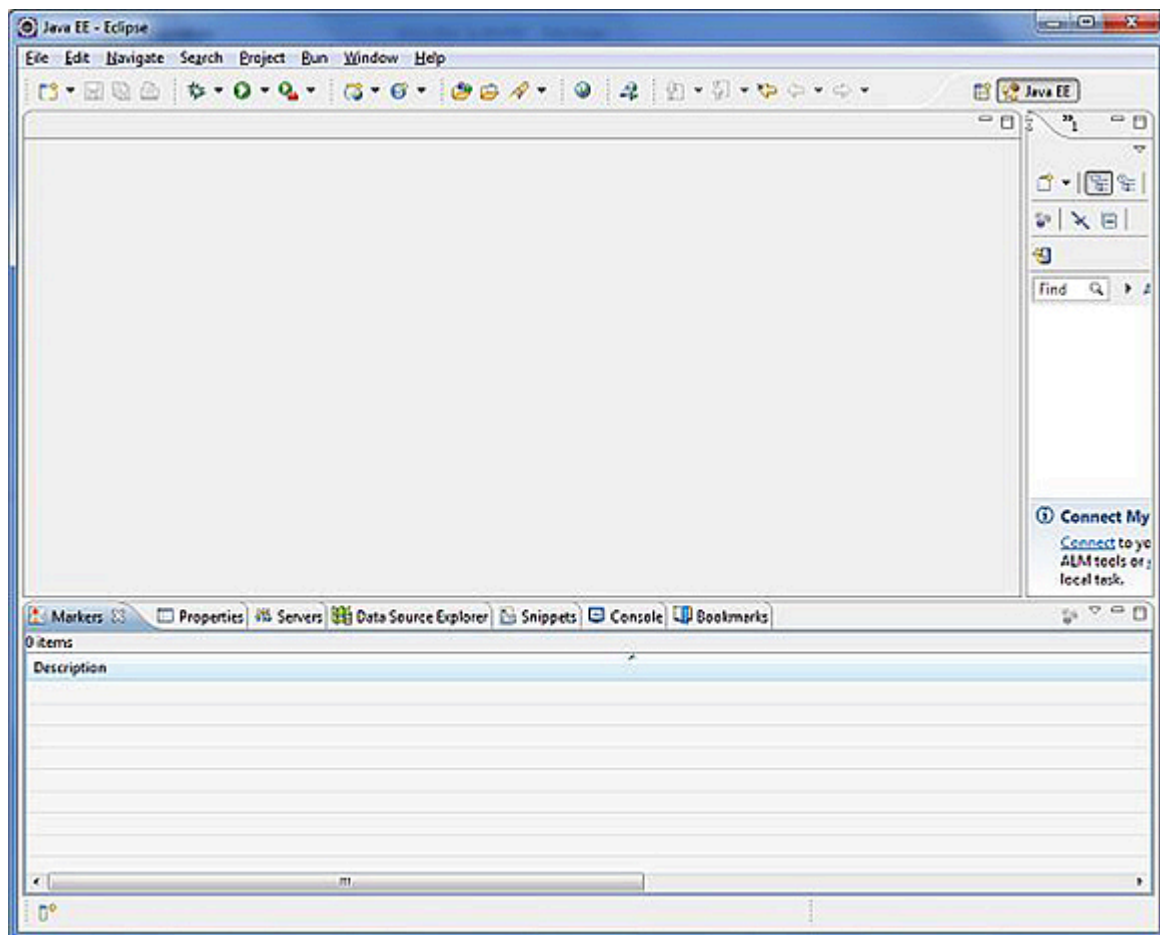 Java EE - Eclipse
File Edit Navigate Search Project Run Window Help
Java EE
»1
Find
Connect My
Connect to yo
ALM tools or
local task.
Markers Properties Servers Data Source Explorer Snippets Console Bookmarks
0 items
Description